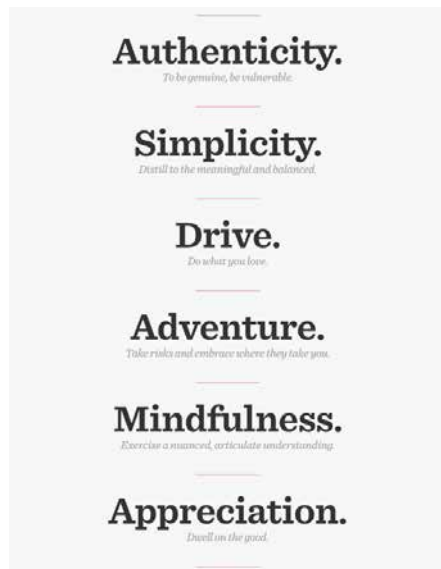 Authenticity.
To be genuine, be vulnerable.
Simplicity.
Distill to the meaningful and balanced.
Drive.
Do what you love.
Adventure.
Take risks and embrace where they take you.
Mindfulness.
Exercise a nuanced, articulate understanding.
Appreciation.
Dwell on the good.